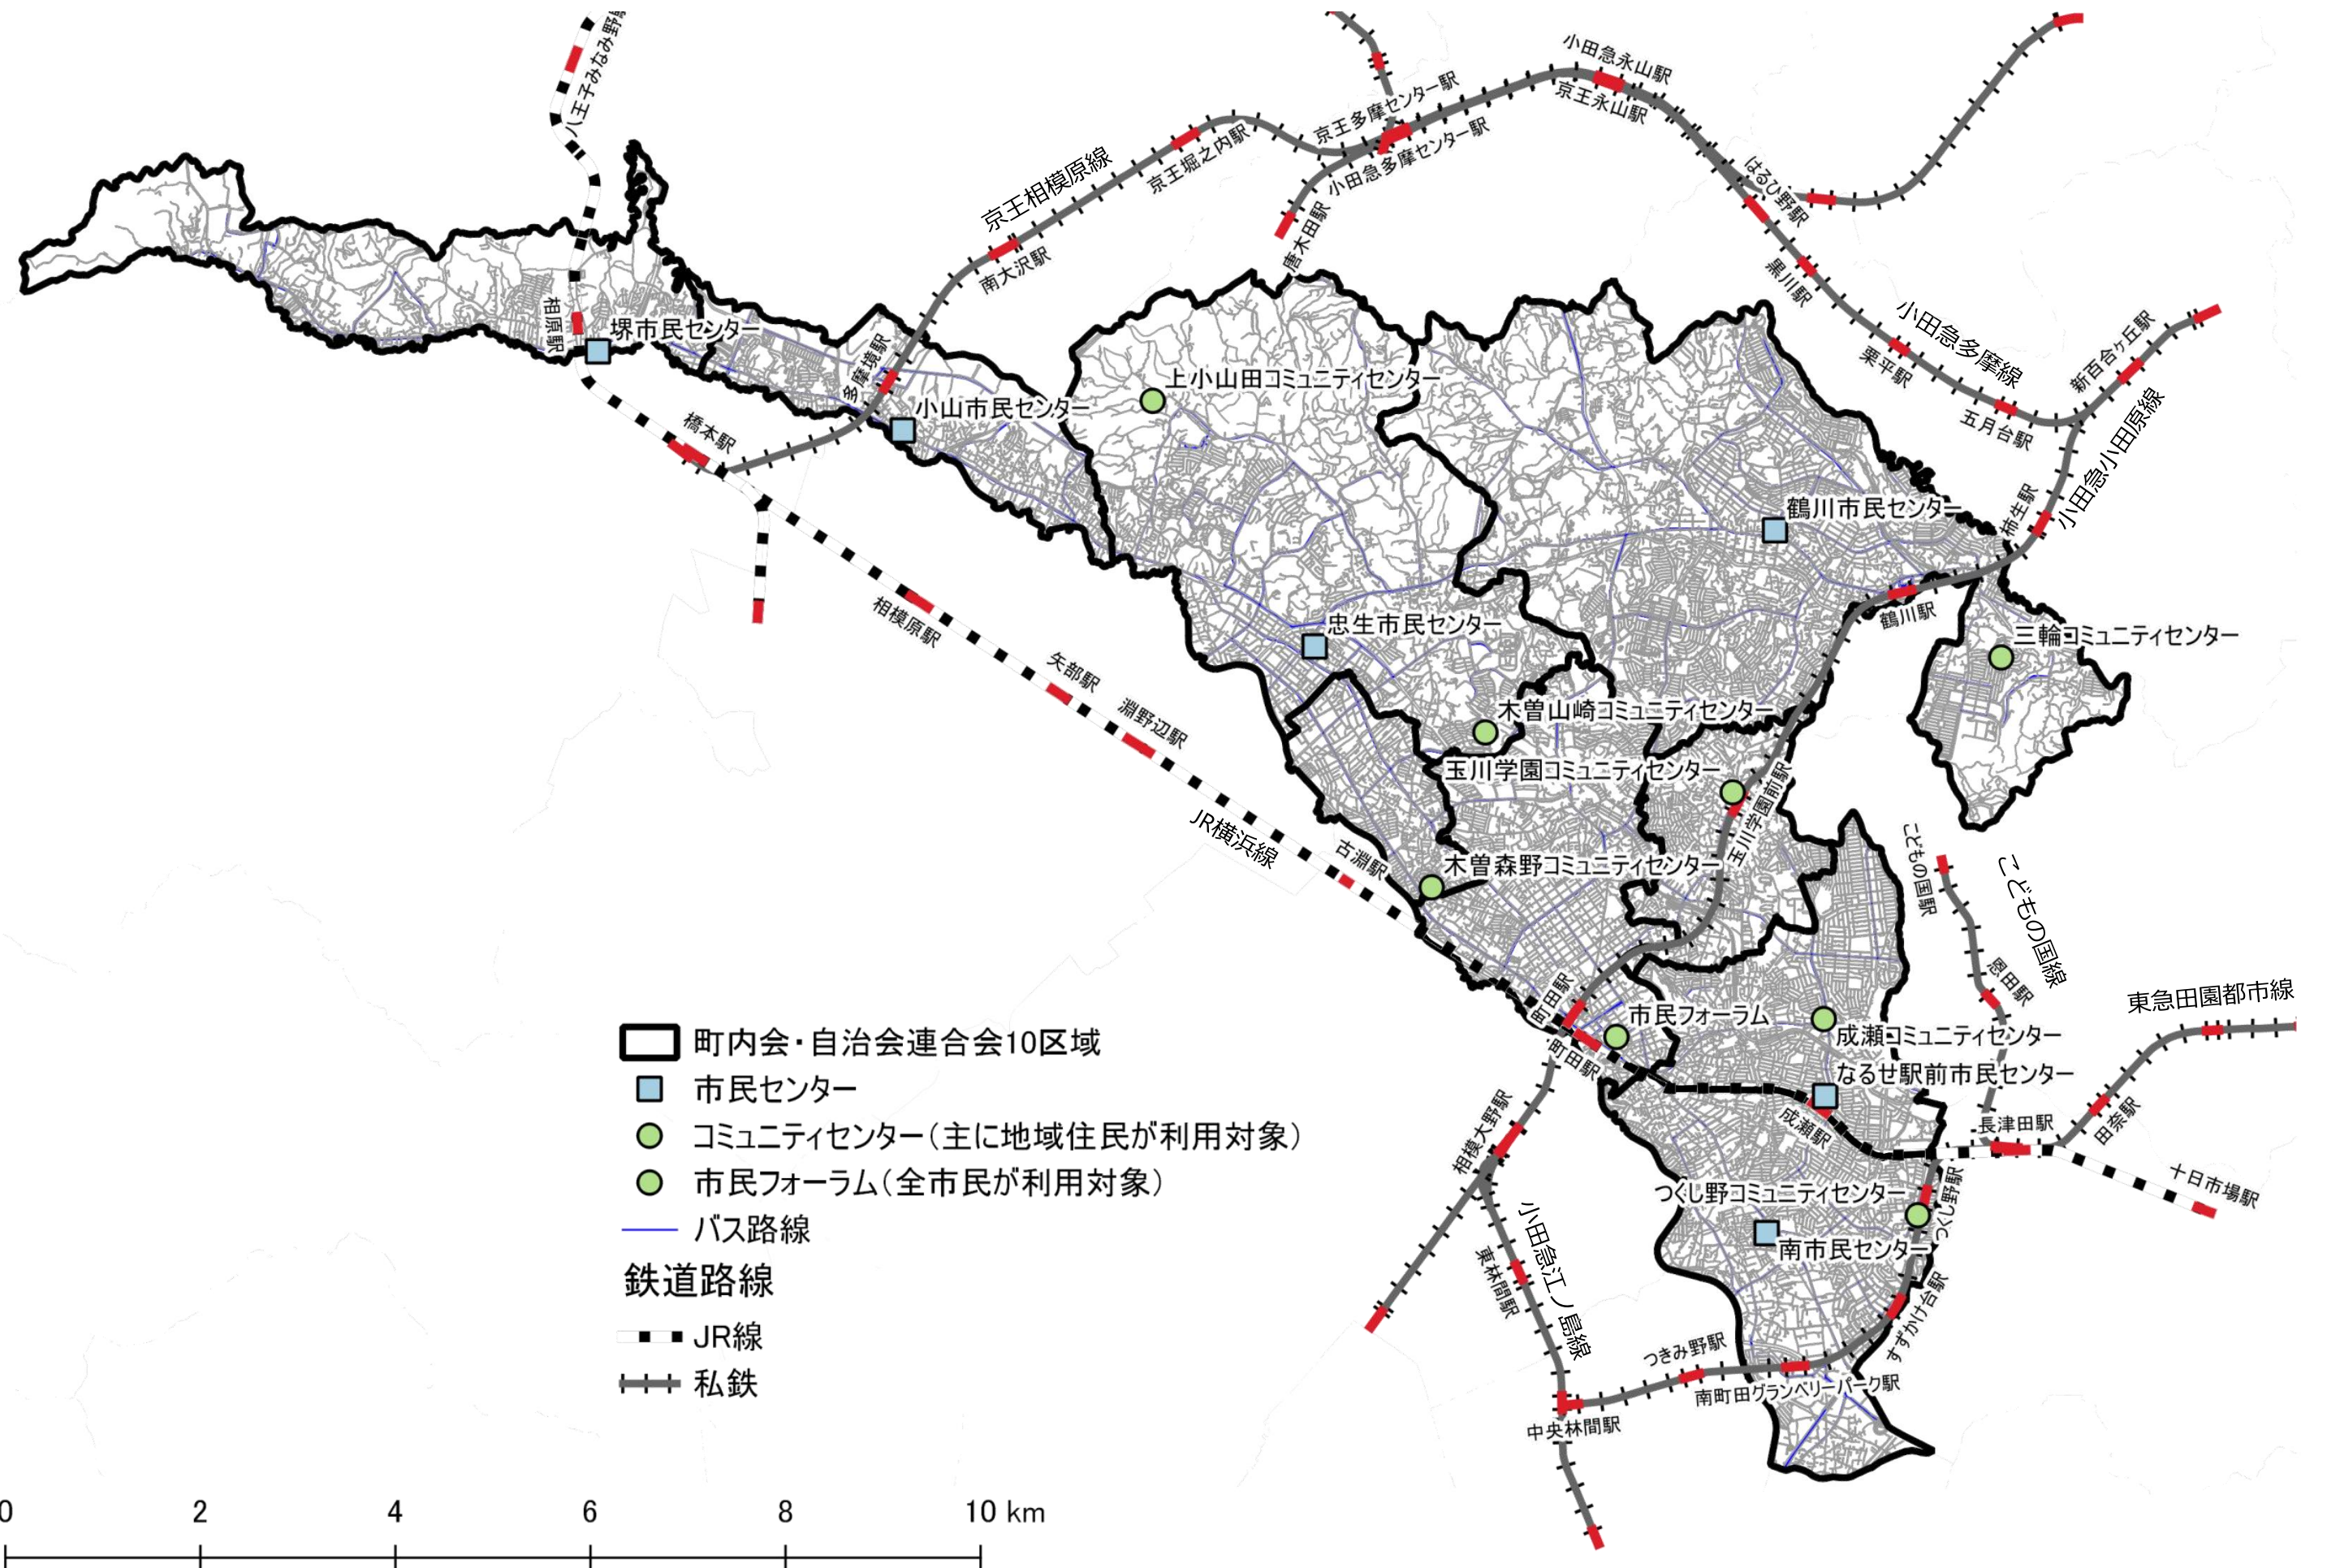 八王子みなみ野駅
小田急永山駅
京王永山駅
京王多摩センター駅
小田急多摩センター駅
京王堀之内駅
京王相模原線
はるひ野駅
唐木田駅
南大沢駅
黒川駅
小田急多摩線
新百合ヶ丘駅
栗平駅
五月台駅
小田急小田原線
相原駅
堺市民センター
多摩境駅
上小山田コミュニティセンター
小山市民センター
橋本駅
鶴川市民センター
柿生駅
相模原駅
鶴川駅
忠生市民センター
三輪コミュニティセンター
矢部駅
淵野辺駅
木曽山崎コミュニティセンター
玉川学園コミュニティセンター
玉川学園前駅
JR横浜線
古淵駅
木曽森野コミュニティセンター
こどもの国駅
こどもの国線
恩田駅
東急田園都市線
町田駅
市民フォーラム
町田駅
成瀬コミュニティセンター
なるせ駅前市民センター
成瀬駅
長津田駅
田奈駅
十日市場駅
相模大野駅
つくし野コミュニティセンター
つくし野駅
南市民センター
小田急江ノ島線
東林間駅
すずかけ台駅
つきみ野駅
南町田グランベリーパーク駅
中央林間駅
町内会・自治会連合会10区域
市民センター
コミュニティセンター（主に地域住民が利用対象）
市民フォーラム（全市民が利用対象）
バス路線
鉄道路線
JR線
私鉄
0 2 4 6 8 10 km